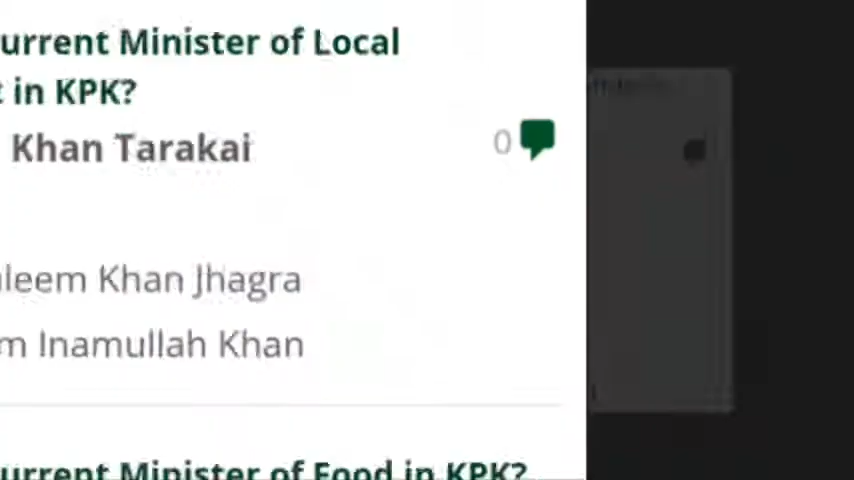 urrent Minister of Local
t in KPK?
Khan Tarakai
0
leem Khan Jhagra
m Inamullah Khan
urrent Minister of Food in KPK?